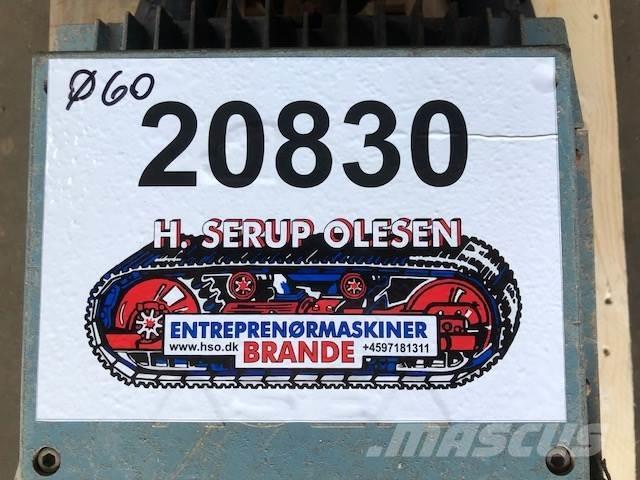 Ø60
20830
H. SERUP OLESEN
ENTREPRENØRMASKINER
www.hso.dk BRANDE +4597181311
MASCUS